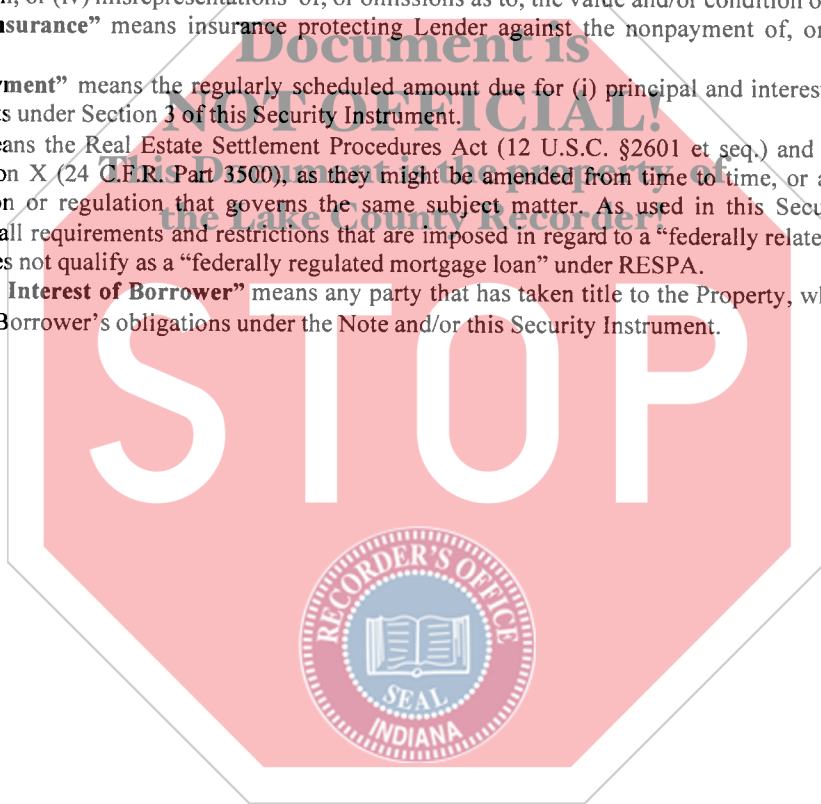 n, or (iv) misrepresentations of, or omissions as to, the value and/or condition o
nsurance” means insurance protecting Lender against the nonpayment of, or
Document is
yment” means the regularly scheduled amount due for (i) principal and interest
NOT OFFICIAL!
s under Section 3 of this Security Instrument.
eans the Real Estate Settlement Procedures Act (12 U.S.C. §2601 et seq.) and
This Document is the property of
on X (24 C.F.R. Part 3500), as they might be amended from time to time, or a
on or regulation that governs the same subject matter. As used in this Secu
the Lake County Recorder!
all requirements and restrictions that are imposed in regard to a “federally relate
es not qualify as a “federally regulated mortgage loan” under RESPA.
Interest of Borrower” means any party that has taken title to the Property, wh
Borrower’s obligations under the Note and/or this Security Instrument.
STOP
RECORDER'S OFFICE
SEAL
INDIANA